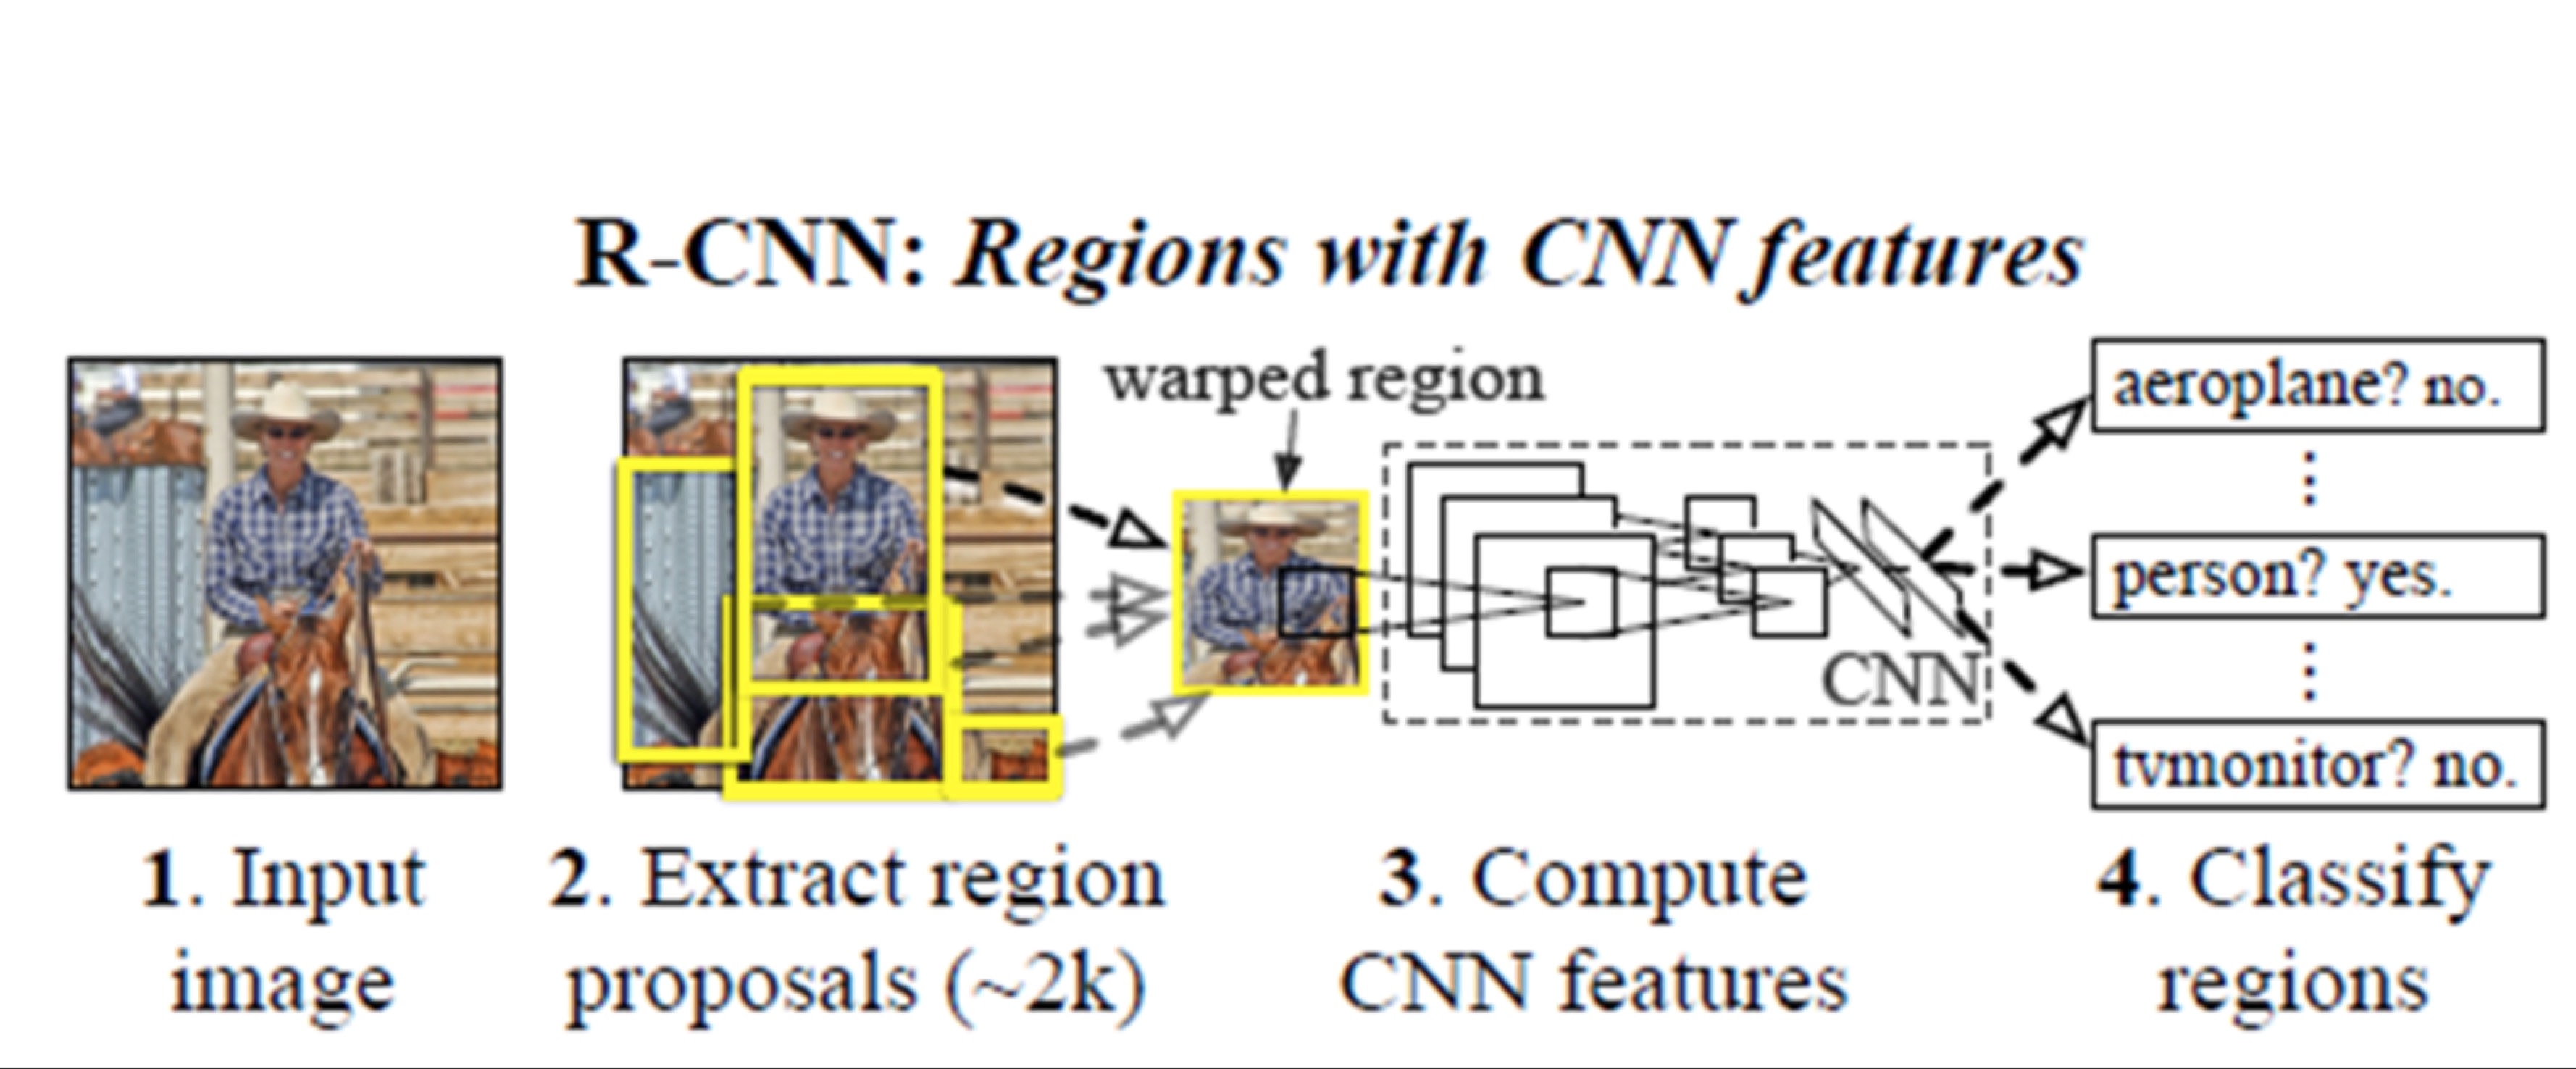 R-CNN: Regions with CNN features
warped region
aeroplane? no.
person? yes.
tvmonitor? no.
CNN
1. Input
image
2. Extract region
proposals (~2k)
3. Compute
CNN features
4. Classify
regions